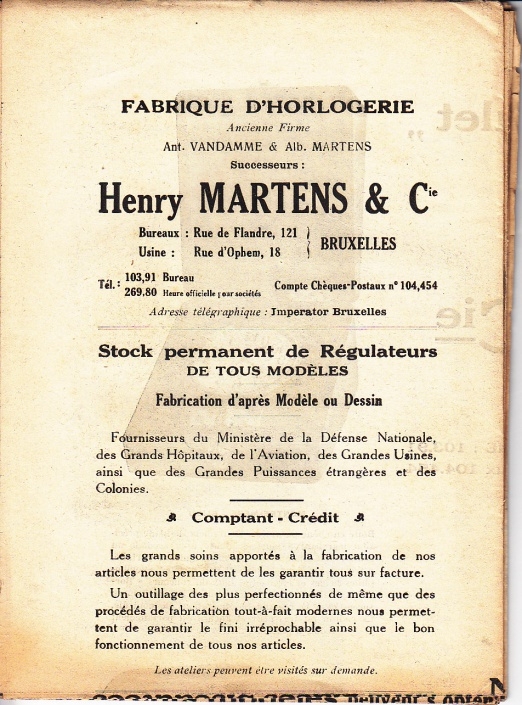 FABRIQUE D'HORLOGERIE
Ancienne Firme
Ant. VANDAMME & Alb. MARTENS
Successeurs :
Henry MARTENS & Cie
Bureaux : Rue de Flandre, 121
Usine : Rue d'Ophem, 18
BRUXELLES
Tél. : 103,91 Bureau
269.80 Heure officielle par sociétés
Compte Chèques-Postaux n° 104,454
Adresse télégraphique : Imperator Bruxelles
Stock permanent de Régulateurs
DE TOUS MODÈLES
Fabrication d'après Modèle ou Dessin
Fournisseurs du Ministère de la Défense Nationale,
des Grands Hôpitaux, de l'Aviation, des Grandes Usines,
ainsi que des Grandes Puissances étrangères et des
Colonies.
Comptant - Crédit
Les grands soins apportés à la fabrication de nos
articles nous permettent de les garantir tous sur facture.
Un outillage des plus perfectionnés de même que des
procédés de fabrication tout-à-fait modernes nous permet-
tent de garantir le fini irréprochable ainsi que le bon
fonctionnement de tous nos articles.
Les ateliers peuvent être visités sur demande.